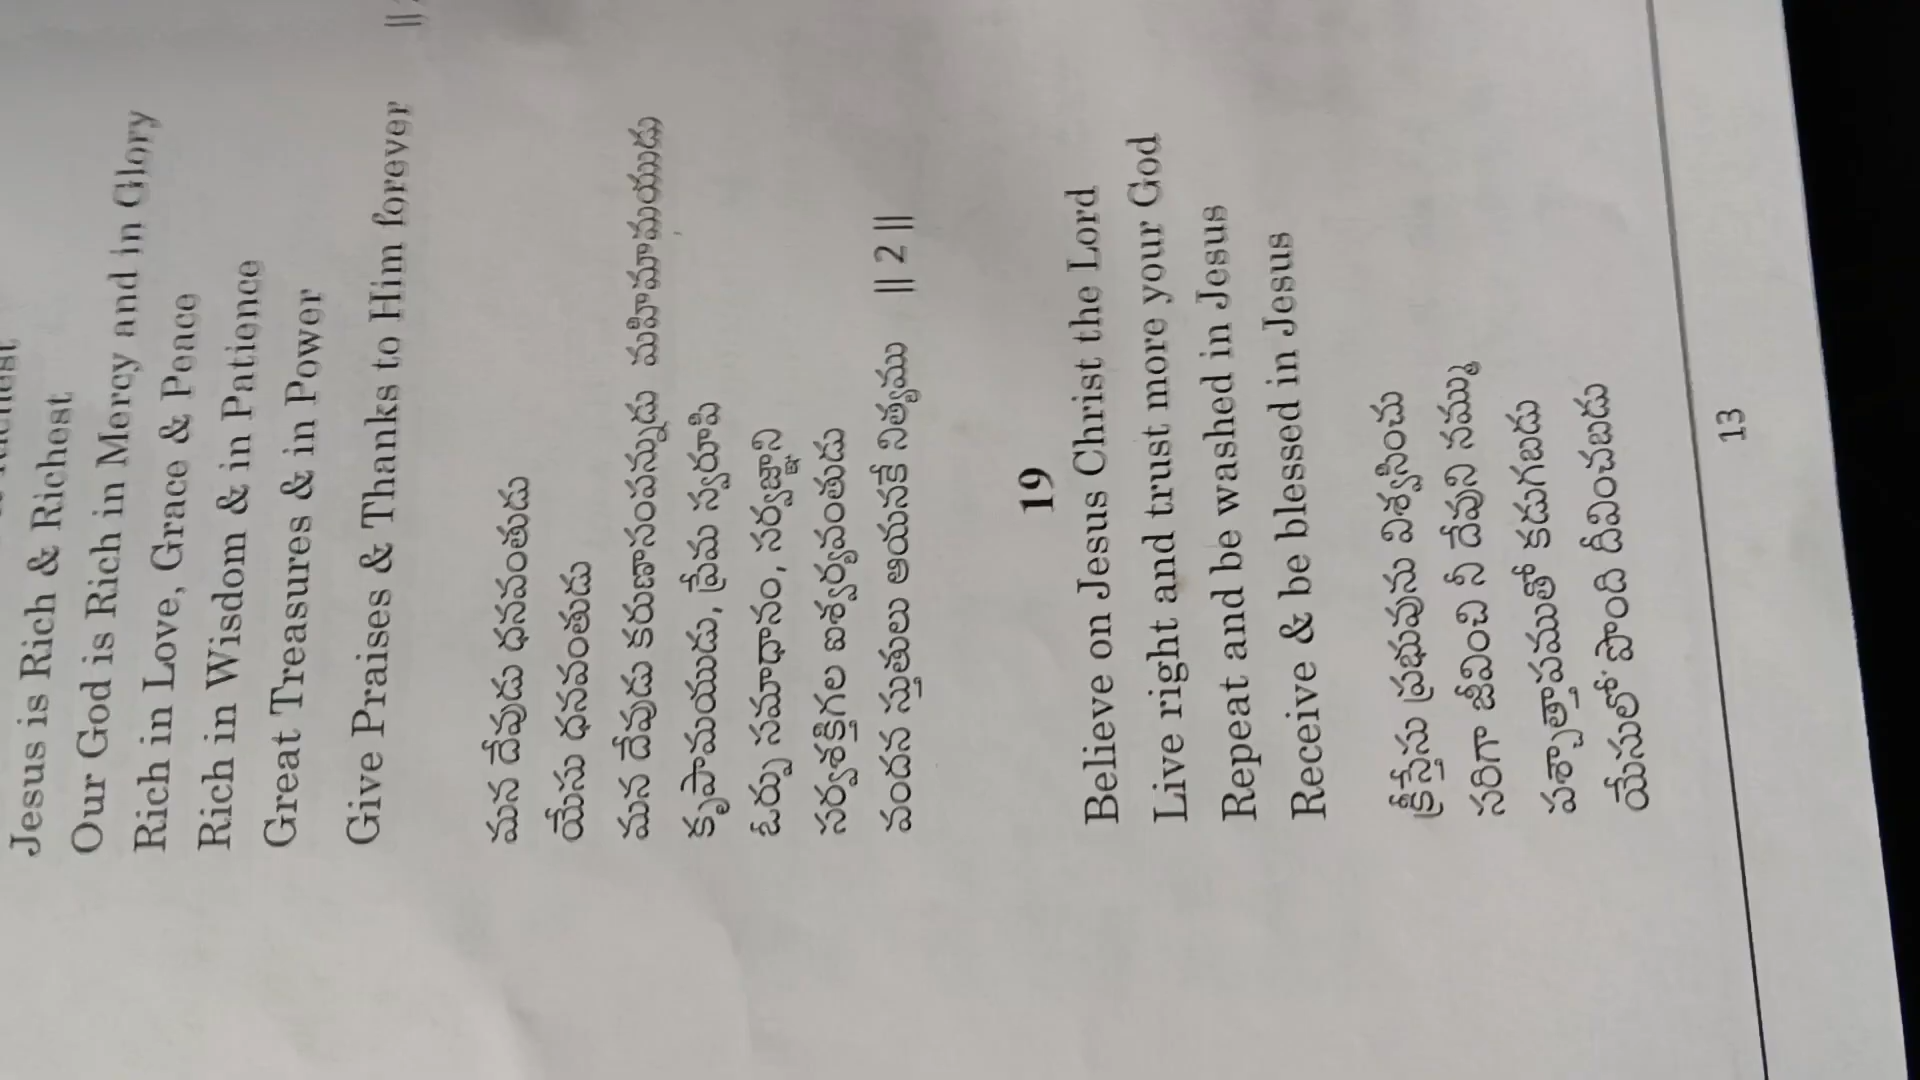 Jesus is Rich & Richest
Our God is Rich in Mercy and in Glory
Rich in Love, Grace & Peace
Rich in Wisdom & in Patience
Great Treasures & in Power
Give Praises & Thanks to Him forever ||
మన దేవుడు ధనవంతుడు
యేసు ధనవంతుడు
మన దేవుడు కరుణాసంపన్నుడు మహిమామయుడు
కృపామయుడు, ప్రేమ స్వరూపి
ఓర్పు సమాధానం, సర్వజ్ఞాని
సర్వశక్తిగల ఐశ్వర్యవంతుడు
వందన స్తుతులు ఆయనకే నిత్యము || 2 ||
19
Believe on Jesus Christ the Lord
Live right and trust more your God
Repeat and be washed in Jesus
Receive & be blessed in Jesus
క్రీస్తేసు ప్రభువును విశ్వసించు
సరిగా జీవించి నీ దేవుని నమ్ము
పశ్చాత్తాపముతో కడుగబడు
యేసులో పొంది దీవించబడు
13